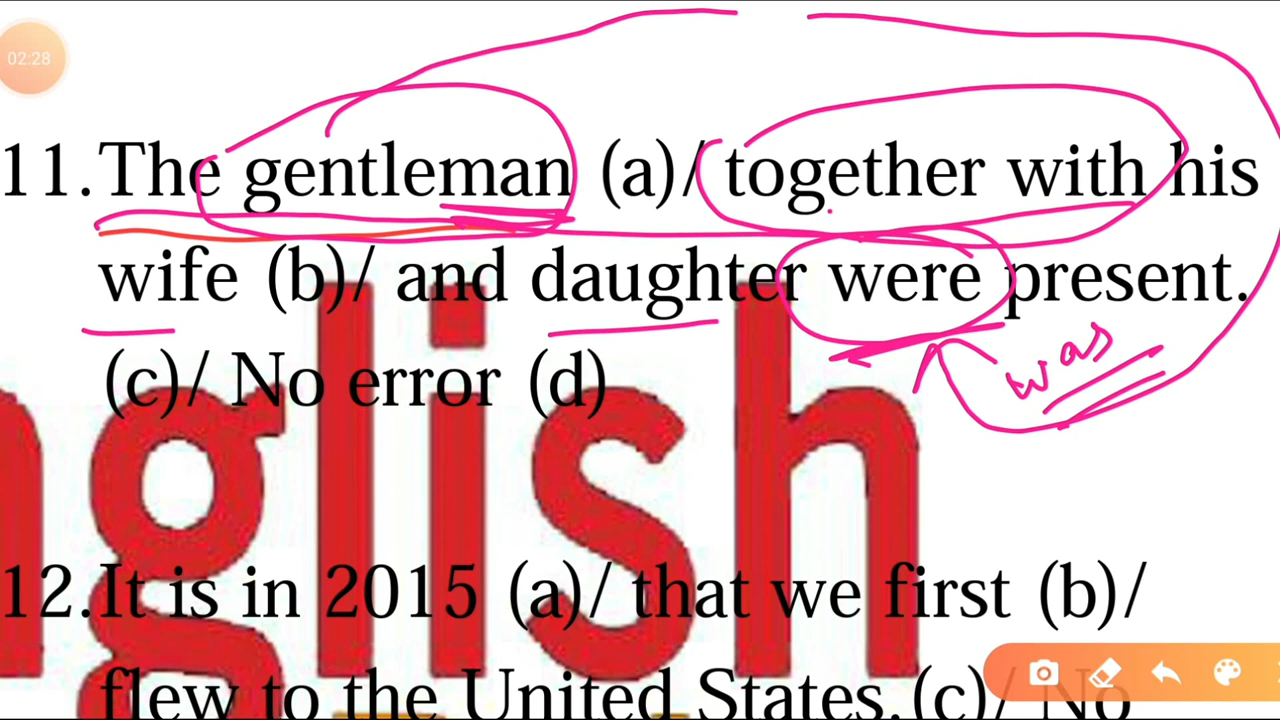 02:28
11.The gentleman (a)/ together with his
wife (b)/ and daughter were present.
was
(c)/ No error (d)
nglish
12.It is in 2015 (a)/ that we first (b)/
flew to the United States.(c)/ No